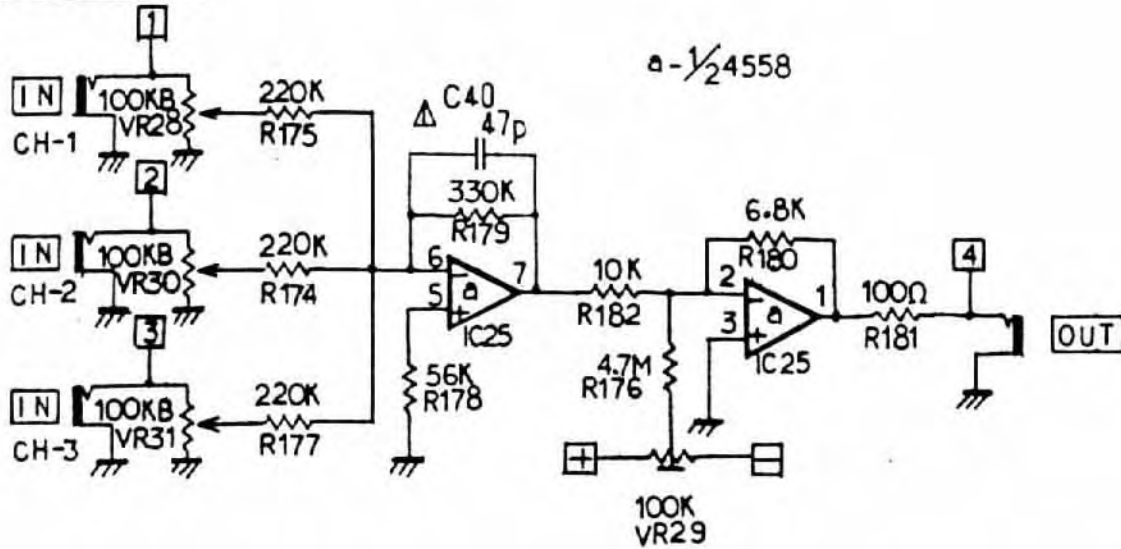 1
a-½4558
IN
100KB
VR28
220K
R175
CH-1
⚠ C40
47p
2
330K
R179
6.8K
R180
IN
100KB
VR30
220K
R174
CH-2
6
-
a
7
5
+
IC25
10K
R182
2
-
a
1
3
+
IC25
100Ω
R181
4
OUT
3
56K
R178
4.7M
R176
IN
100KB
VR31
220K
R177
CH-3
+
-
100K
VR29